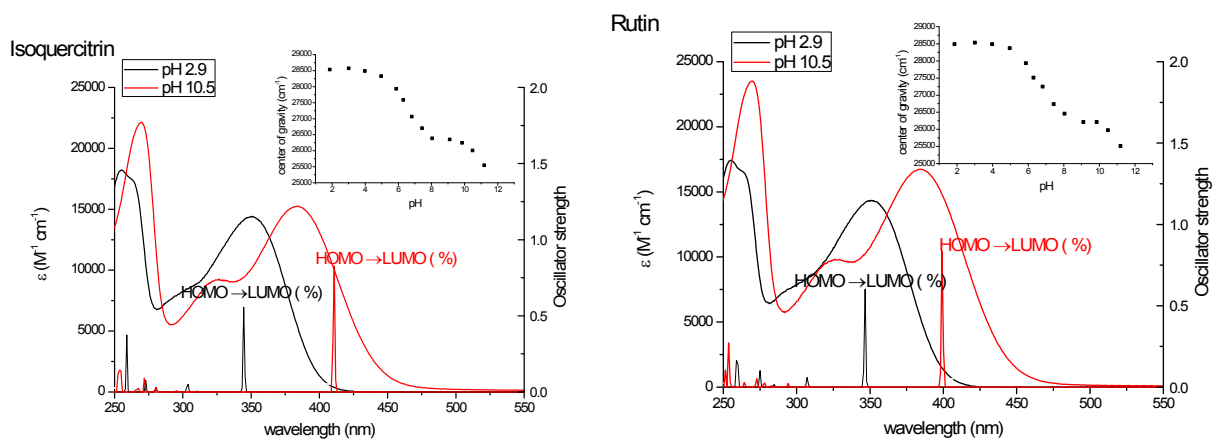 Isoquercitrin
pH 2.9
pH 10.5
ε (M⁻¹ cm⁻¹)
25000
20000
15000
10000
5000
0
250 300 350 400 450 500 550
wavelength (nm)
2.0
1.5
1.0
0.5
0.0
Oscillator strength
HOMO→LUMO ( %)
HOMO→LUMO ( %)
center of gravity (cm⁻¹)
29000
28500
28000
27500
27000
26500
26000
25500
25000
2 4 6 8 10 12
pH
Rutin
pH 2.9
pH 10.5
ε (M⁻¹ cm⁻¹)
25000
20000
15000
10000
5000
0
250 300 350 400 450 500 550
wavelength (nm)
2.0
1.5
1.0
0.5
0.0
Oscillator strength
HOMO→LUMO ( %)
HOMO→LUMO ( %)
center of gravity (cm⁻¹)
29000
28500
28000
27500
27000
26500
26000
25500
25000
2 4 6 8 10 12
pH